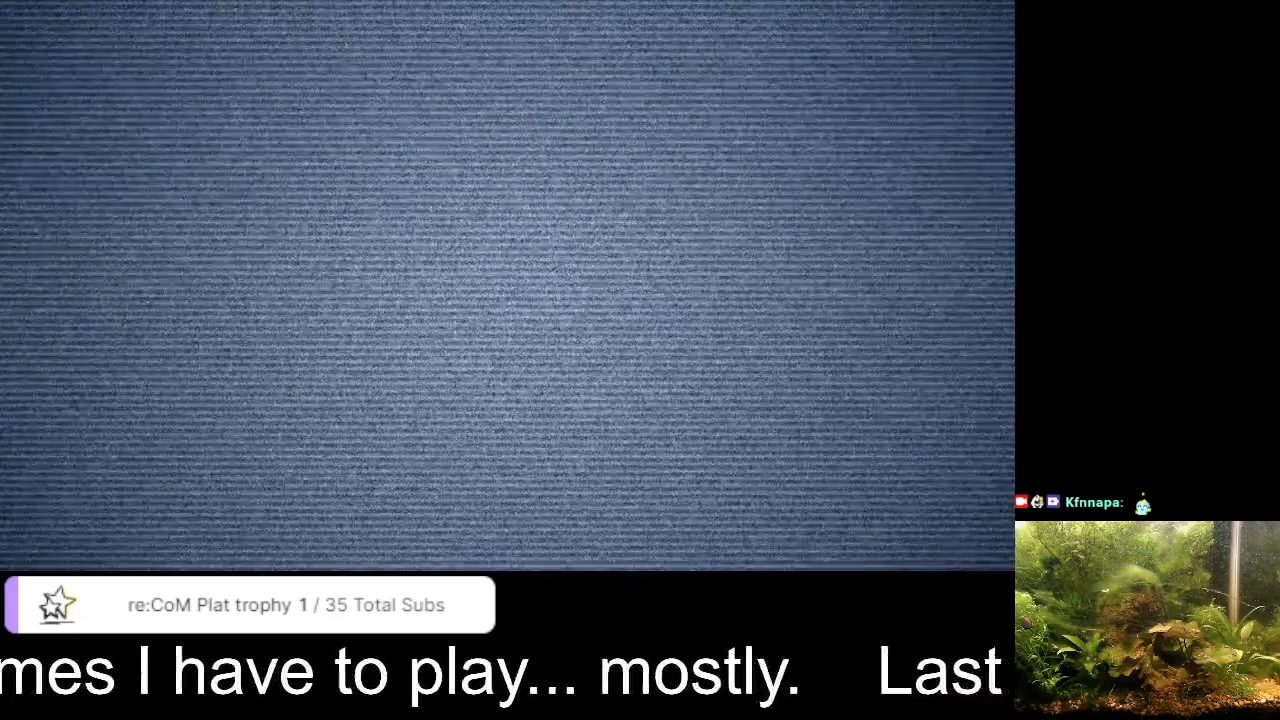 Kfnnapa:
re:CoM Plat trophy 1 / 35 Total Subs
mes I have to play... mostly. Last